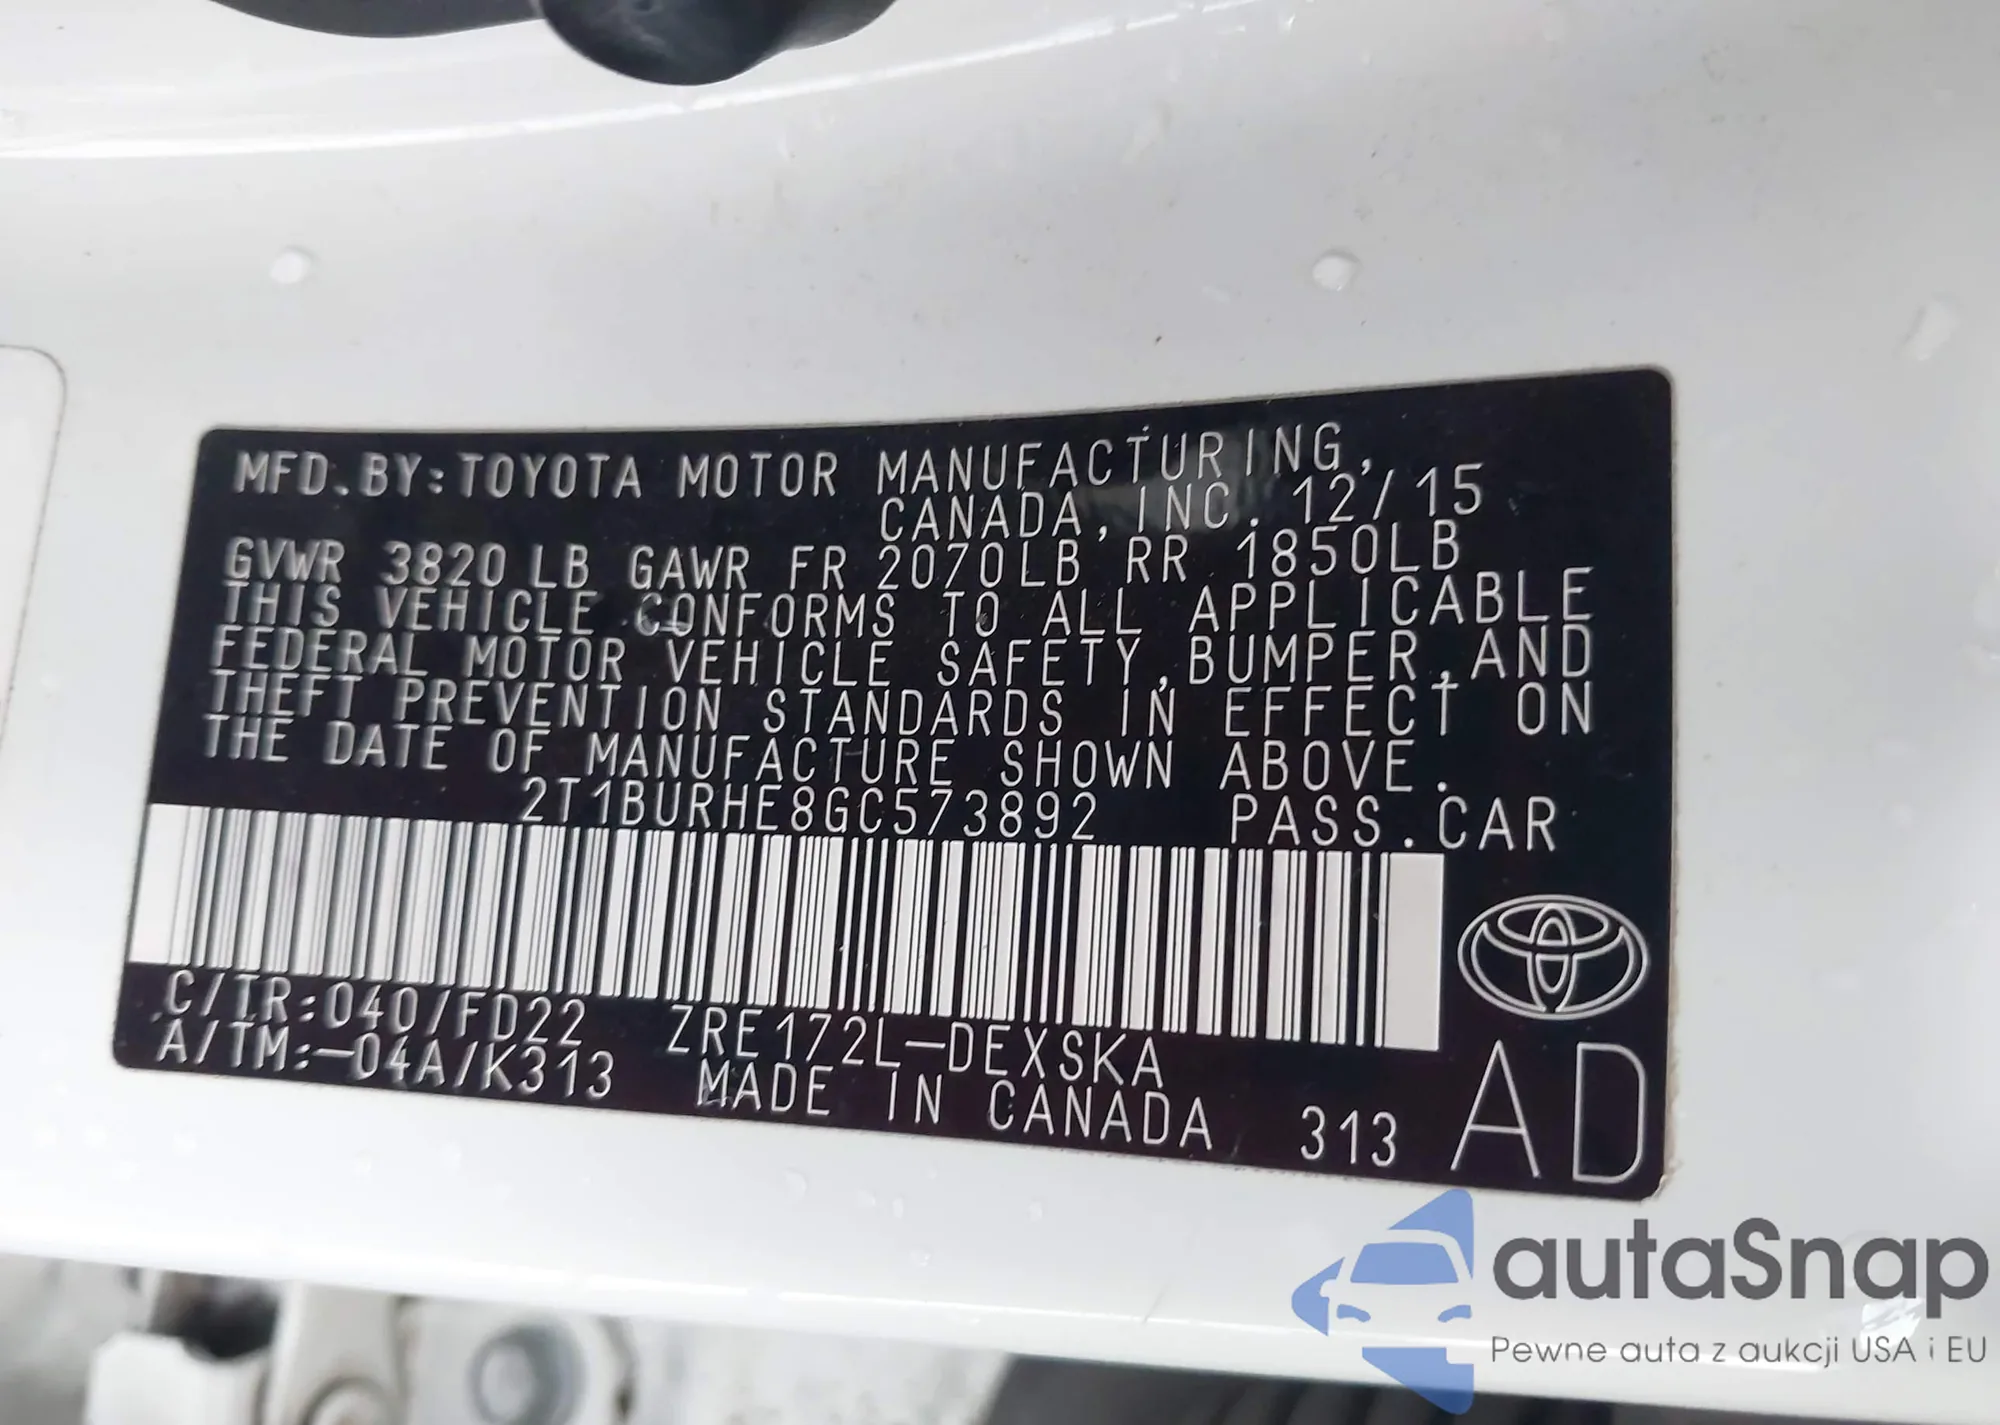 MFD.BY:TOYOTA MOTOR MANUFACTURING,
CANADA,INC. 12/15
GVWR 3820LB GAWR FR 2070LB RR 1850LB
THIS VEHICLE CONFORMS TO ALL APPLICABLE
FEDERAL MOTOR VEHICLE SAFETY,BUMPER,AND
THEFT PREVENTION STANDARDS IN EFFECT ON
THE DATE OF MANUFACTURE SHOWN ABOVE.
2T1BURHE8GC573892 PASS.CAR
C/TR:040/FD22 ZRE172L-DEXSKA
A/TM:-04A/K313 MADE IN CANADA 313 AD
autaSnap
Pewne auta z aukcji USA i EU